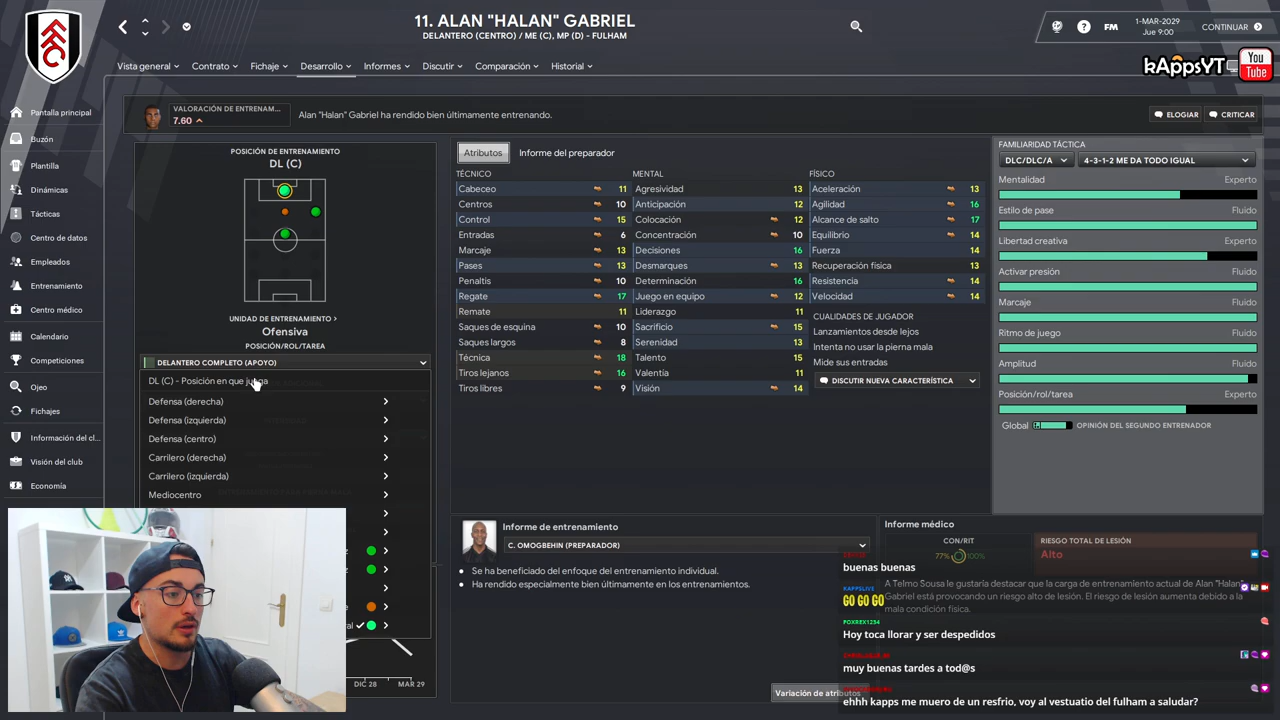 11. ALAN "HALAN" GABRIEL
DELANTERO (CENTRO) / ME (C), MP (D) - FULHAM
FM
1-MAR-2029
Jue 9:00
CONTINUAR
Vista general
Contrato
Fichaje
Desarrollo
Informes
Discutir
Comparación
Historial
kAppsYT
You
Tube
Pantalla principal
Buzón
Plantilla
Dinámicas
Tácticas
Centro de datos
Empleados
Entrenamiento
Centro médico
Calendario
Competiciones
Ojeo
Fichajes
Información del cl...
Visión del club
Economía
VALORACIÓN DE ENTRENAM...
7.60
Alan "Halan" Gabriel ha rendido bien últimamente entrenando.
ELOGIAR
CRITICAR
POSICIÓN DE ENTRENAMIENTO
DL (C)
UNIDAD DE ENTRENAMIENTO >
Ofensiva
POSICIÓN/ROL/TAREA
DELANTERO COMPLETO (APOYO)
DL (C) - Posición en que juega
Defensa (derecha)
Defensa (izquierda)
Defensa (centro)
Carrilero (derecha)
Carrilero (izquierda)
Mediocentro
DIC 28
MAR 29
Atributos
Informe del preparador
TÉCNICO
Cabeceo 11
Centros 10
Control 15
Entradas 6
Marcaje 13
Pases 13
Penaltis 10
Regate 17
Remate 11
Saques de esquina 10
Saques largos 8
Técnica 18
Tiros lejanos 16
Tiros libres 9
MENTAL
Agresividad 13
Anticipación 12
Colocación 12
Concentración 10
Decisiones 16
Desmarques 13
Determinación 16
Juego en equipo 12
Liderazgo 11
Sacrificio 15
Serenidad 13
Talento 15
Valentía 11
Visión 14
FÍSICO
Aceleración 13
Agilidad 16
Alcance de salto 17
Equilibrio 14
Fuerza 14
Recuperación física 13
Resistencia 14
Velocidad 14
CUALIDADES DE JUGADOR
Lanzamientos desde lejos
Intenta no usar la pierna mala
Mide sus entradas
DISCUTIR NUEVA CARACTERÍSTICA
FAMILIARIDAD TÁCTICA
DLC/DLC/A
4-3-1-2 ME DA TODO IGUAL
Mentalidad Experto
Estilo de pase Fluido
Libertad creativa Experto
Activar presión Fluido
Marcaje Fluido
Ritmo de juego Fluido
Amplitud Fluido
Posición/rol/tarea Experto
Global
OPINIÓN DEL SEGUNDO ENTRENADOR
Informe de entrenamiento
C. OMOGBEHIN (PREPARADOR)
Se ha beneficiado del enfoque del entrenamiento individual.
Ha rendido especialmente bien últimamente en los entrenamientos.
Variación de atributos
Informe médico
CON/RIT
77% 100%
RIESGO TOTAL DE LESIÓN
Alto
A Telmo Sousa le gustaría destacar que la carga de entrenamiento actual de Alan "Halan"
Gabriel está provocando un riesgo alto de lesión. El riesgo de lesión aumenta debido a la
mala condición física.
buenas buenas
KAPPSLIVE
GO GO GO
POXREX1234
Hoy toca llorar y ser despedidos
muy buenas tardes a tod@s
ehhh kapps me muero de un resfrio, voy al vestuatio del fulham a saludar?